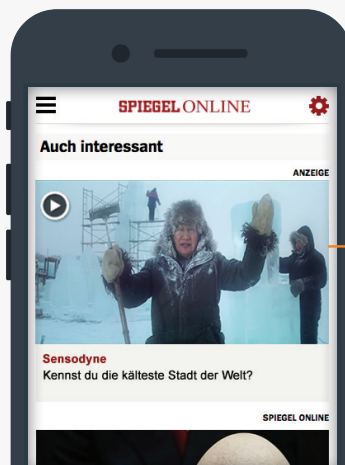 SPIEGEL ONLINE
Auch interessant
ANZEIGE
Sensodyne
Kennst du die kälteste Stadt der Welt?
SPIEGEL ONLINE